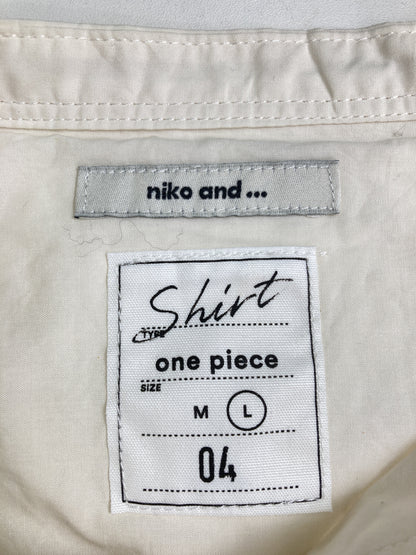 niko and ...
Shirt
TYPE
one piece
SIZE
M L
04